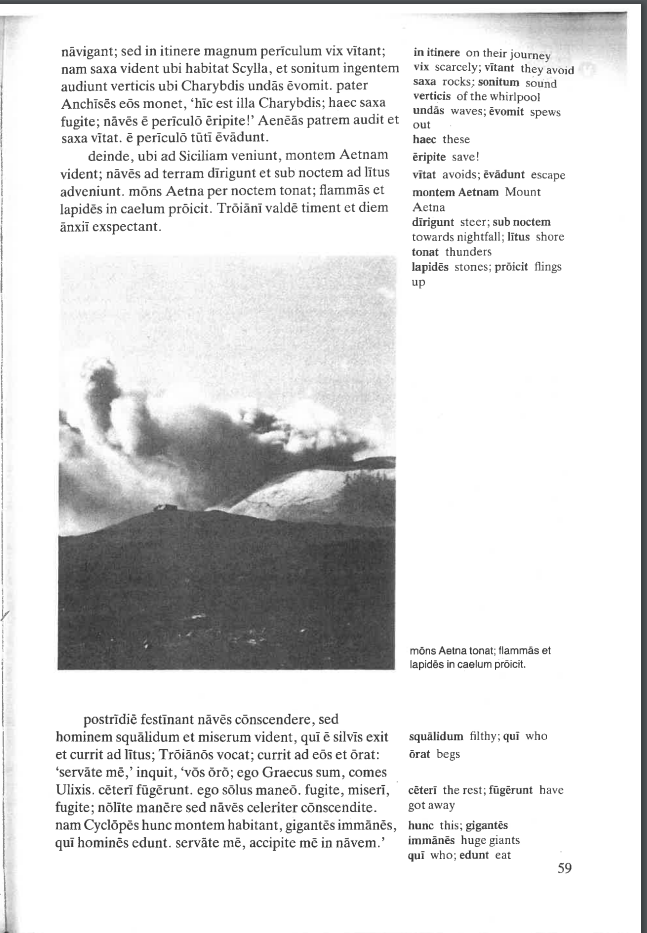 nāvigant; sed in itinere magnum perīculum vix vītant;
nam saxa vident ubi habitat Scylla, et sonitum ingentem
audiunt verticis ubi Charybdis undās ēvomit. pater
Anchīsēs eōs monet, ‘hīc est illa Charybdis; haec saxa
fugite; nāvēs ē perīculō ēripite!’ Aenēās patrem audit et
saxa vītat. ē perīculō tūtī ēvādunt.
deinde, ubi ad Siciliam veniunt, montem Aetnam
vident; nāvēs ad terram dīrigunt et sub noctem ad lītus
adveniunt. mōns Aetna per noctem tonat; flammās et
lapidēs in caelum prōicit. Trōiānī valdē timent et diem
ānxiī exspectant.
in itinere on their journey
vix scarcely; vītant they avoid
saxa rocks; sonitum sound
verticis of the whirlpool
undās waves; ēvomit spews
out
haec these
ēripite save!
vītat avoids; ēvādunt escape
montem Aetnam Mount
Aetna
dīrigunt steer; sub noctem
towards nightfall; lītus shore
tonat thunders
lapidēs stones; prōicit flings
up
mōns Aetna tonat; flammās et
lapidēs in caelum prōicit.
postrīdiē festīnant nāvēs cōnscendere, sed
hominem squālidum et miserum vident, quī ē silvīs exit
et currit ad lītus; Trōiānōs vocat; currit ad eōs et ōrat:
‘servāte mē,’ inquit, ‘vōs ōrō; ego Graecus sum, comes
Ulixis. cēterī fūgērunt. ego sōlus maneō. fugite, miserī,
fugite; nōlīte manēre sed nāvēs celeriter cōnscendite.
nam Cyclōpēs hunc montem habitant, gigantēs immānēs,
quī hominēs edunt. servāte mē, accipite mē in nāvem.’
squālidum filthy; quī who
ōrat begs
cēterī the rest; fūgērunt have
got away
hunc this; gigantēs
immānēs huge giants
quī who; edunt eat
59